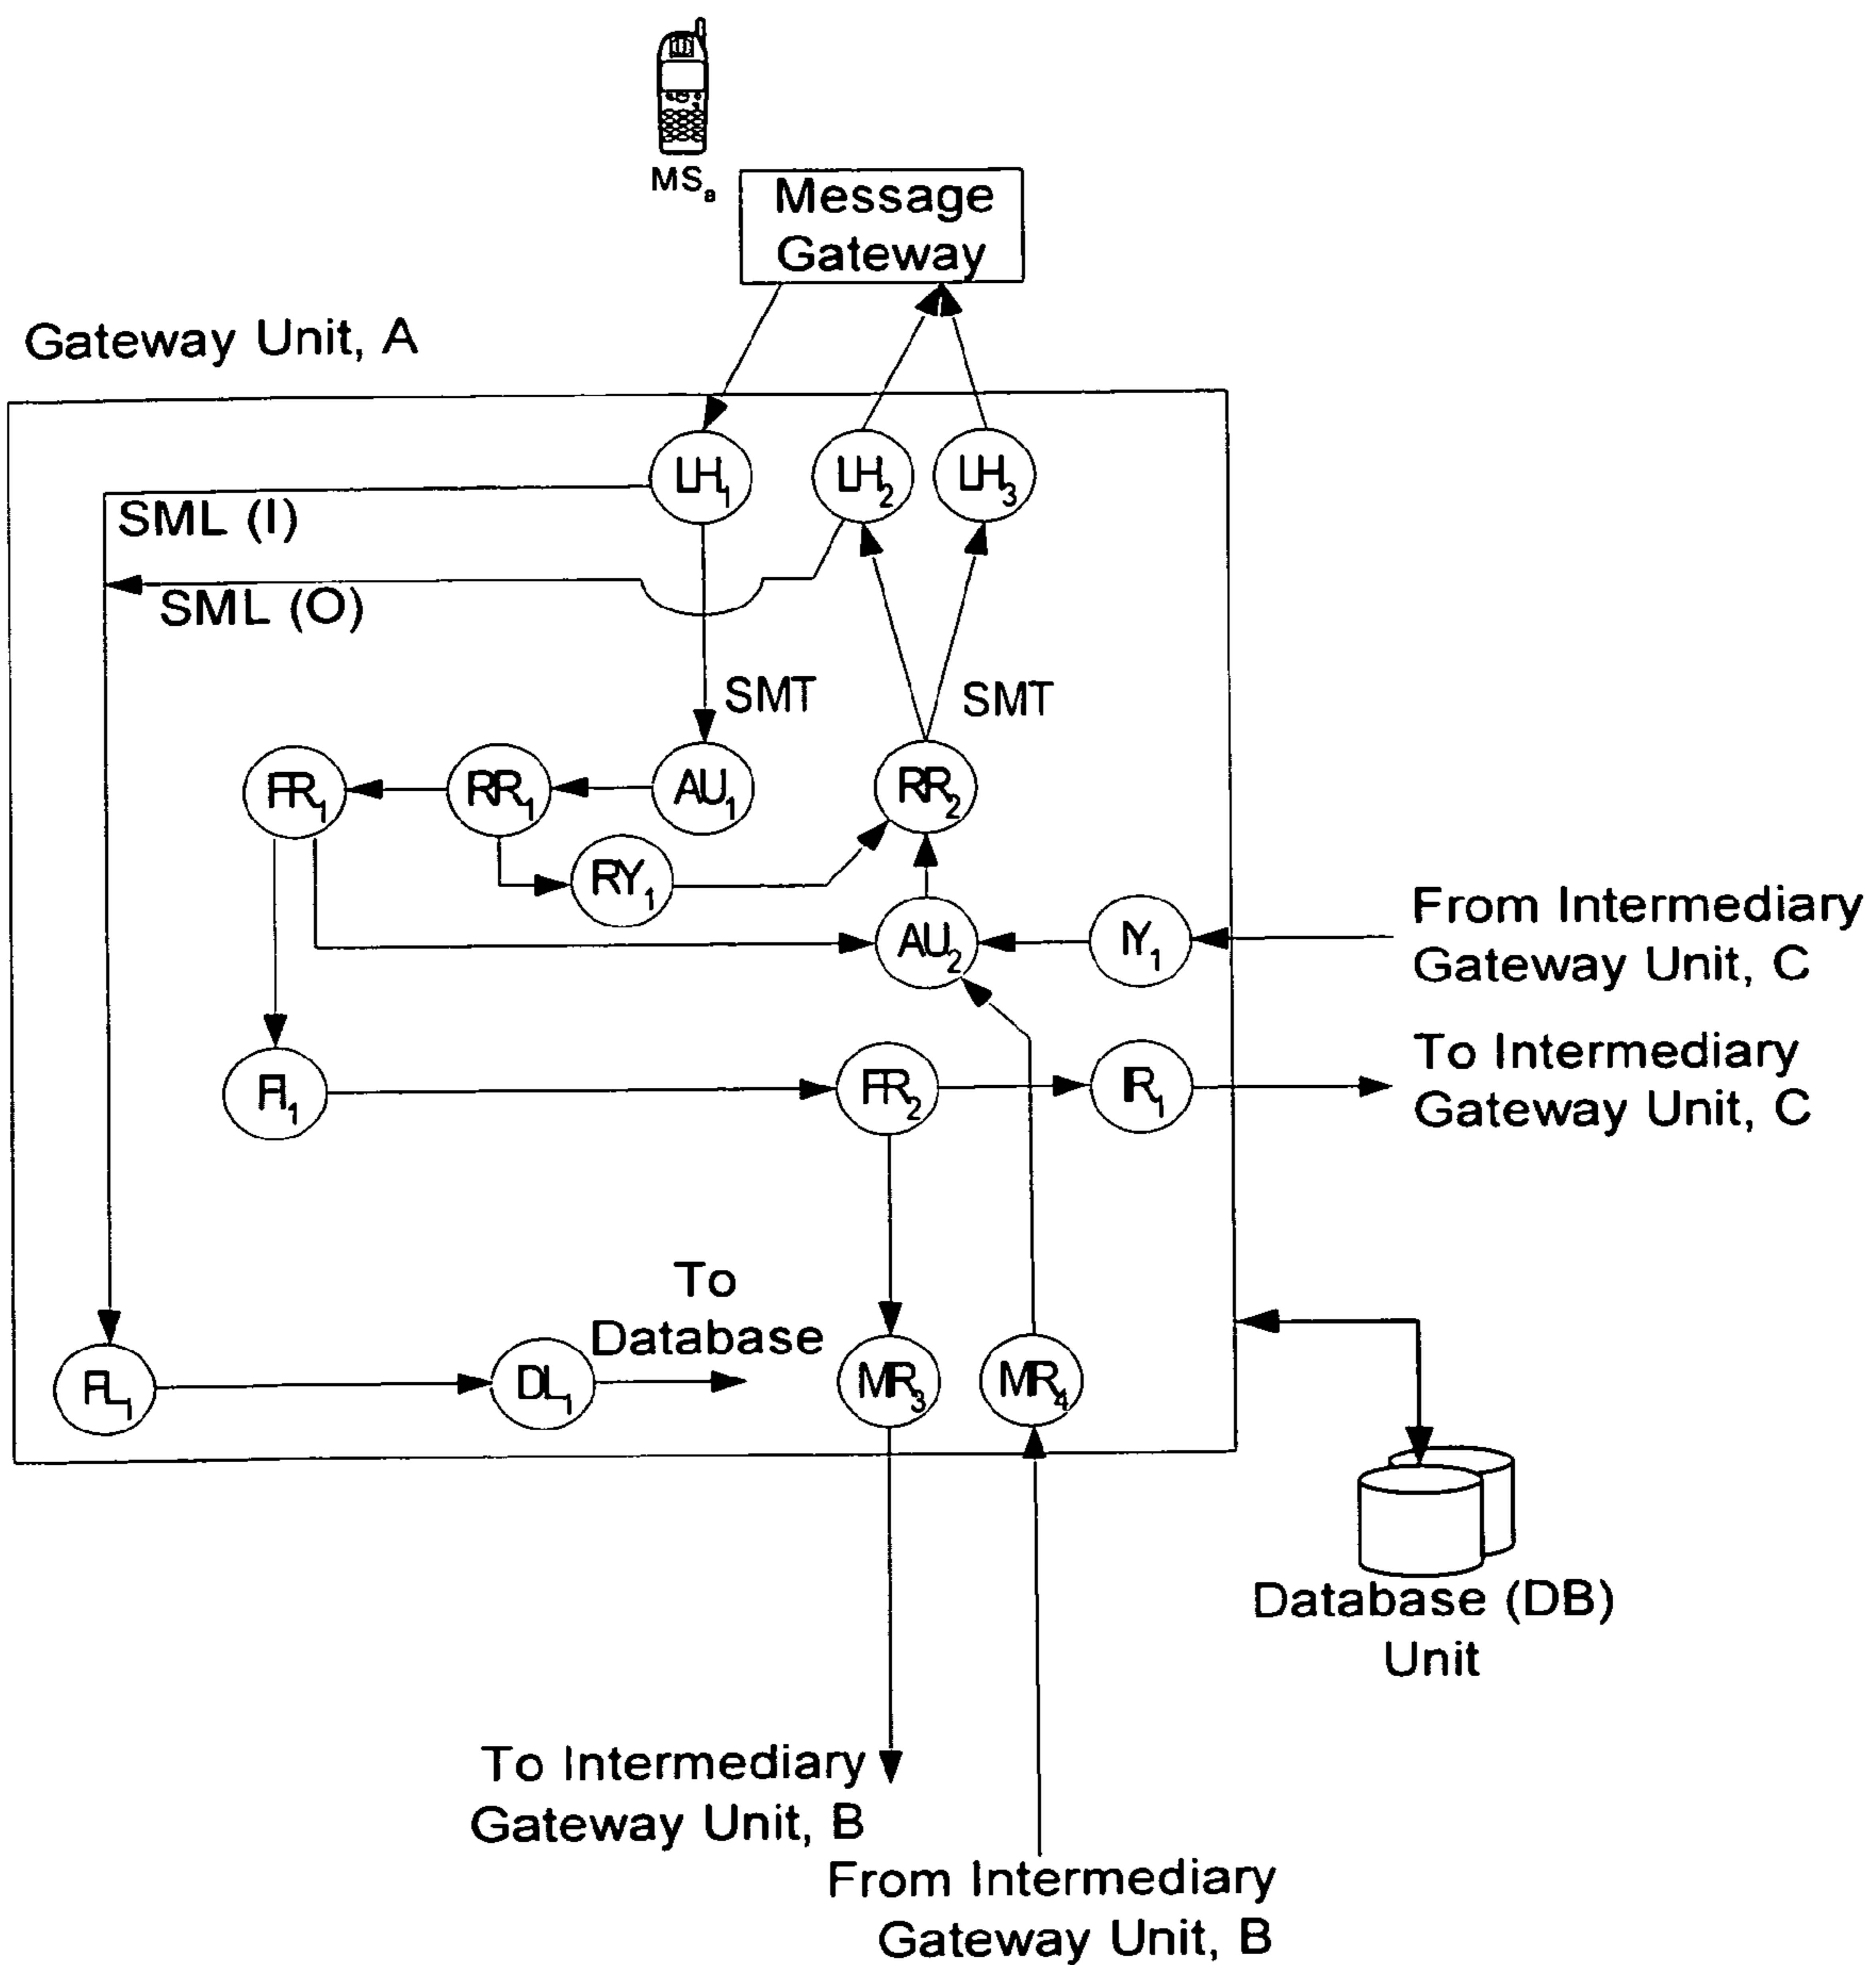 MSa
Message
Gateway
Gateway Unit, A
LH1
LH2
LH3
SML (I)
SML (O)
SMT
SMT
FR1
RR1
AU1
RR2
RY1
AU2
IY1
From Intermediary
Gateway Unit, C
To Intermediary
Gateway Unit, C
FI1
FR2
IR1
To
Database
FL1
DL1
MR3
MR4
Database (DB)
Unit
To Intermediary
Gateway Unit, B
From Intermediary
Gateway Unit, B